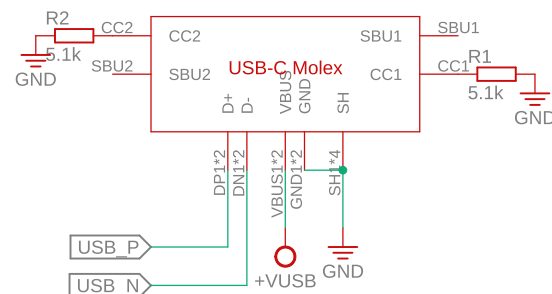 R2
CC2
5.1k
GND
SBU2
CC2
SBU2
USB-C Molex
SBU1
CC1
SBU1
CC1
R1
5.1k
GND
D+
D-
VBUS
GND
SH
DP1*2
DN1*2
VBUS1*2
GND1*2
SH1*4
USB_P
USB_N
+VUSB
GND